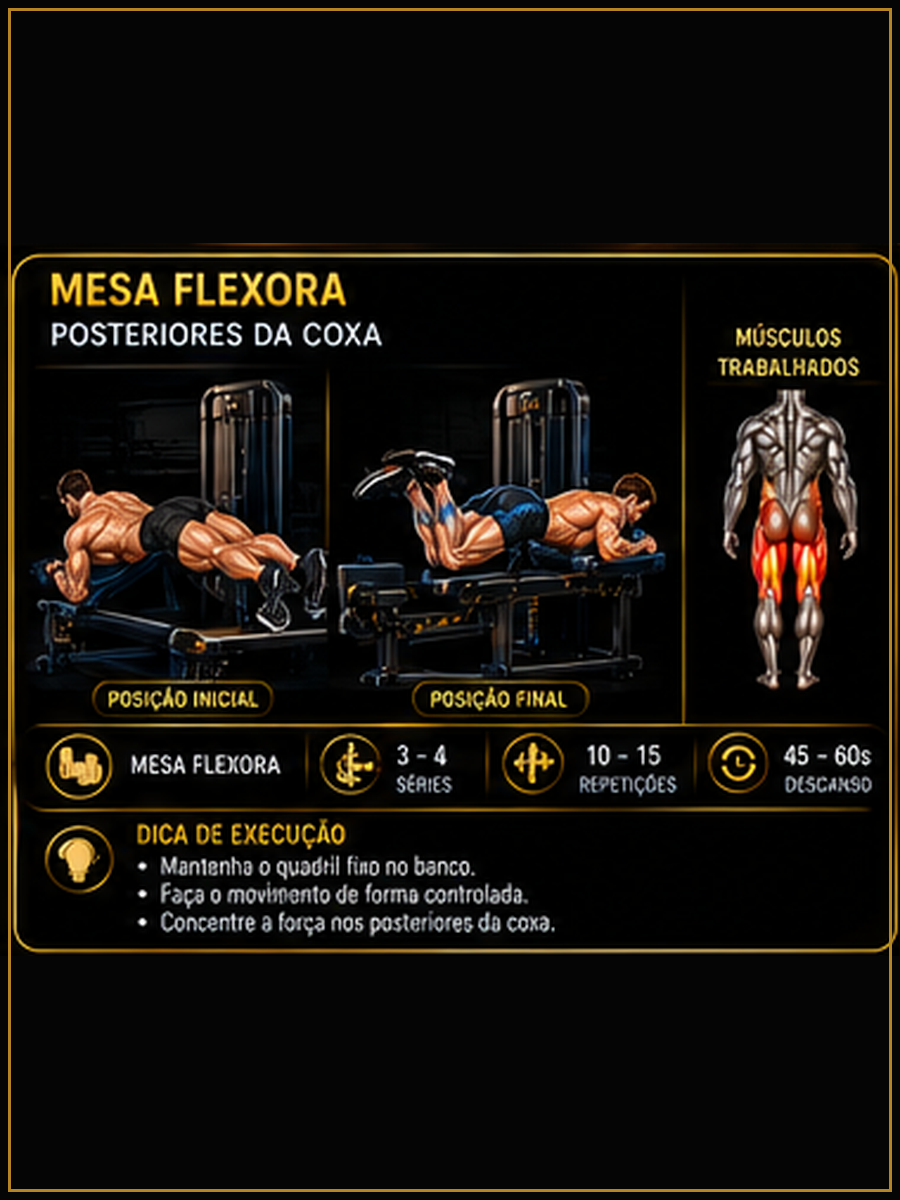 MESA FLEXORA
POSTERIORES DA COXA
MÚSCULOS
TRABALHADOS
POSIÇÃO INICIAL
POSIÇÃO FINAL
MESA FLEXORA
3 - 4
SÉRIES
10 - 15
REPETIÇÕES
45 - 60s
DESCANSO
DICA DE EXECUÇÃO
• Mantenha o quadril fixo no banco.
• Faça o movimento de forma controlada.
• Concentre a força nos posteriores da coxa.